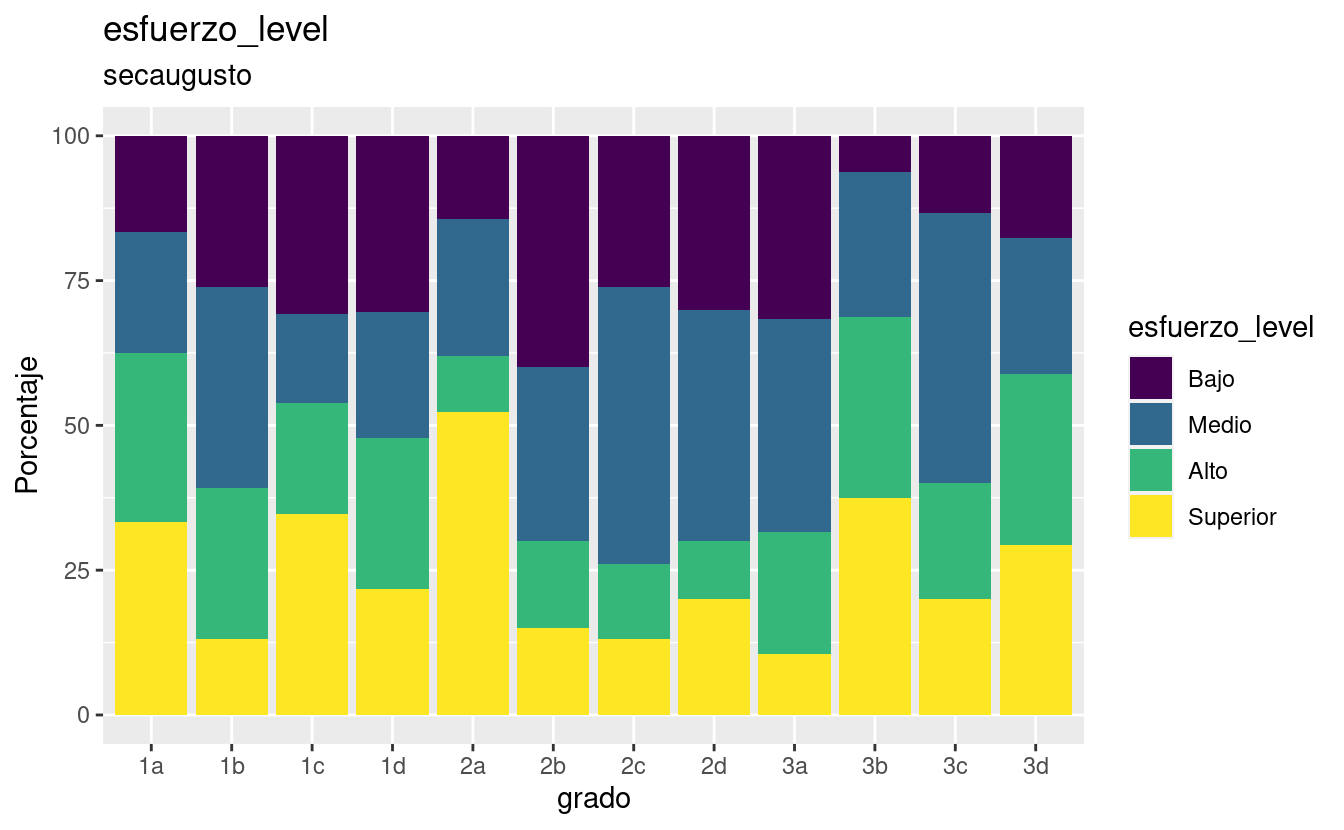 esfuerzo_level
secaugusto
100
75
50
25
0
Porcentaje
1a 1b 1c 1d 2a 2b 2c 2d 3a 3b 3c 3d
grado
esfuerzo_level
Bajo
Medio
Alto
Superior